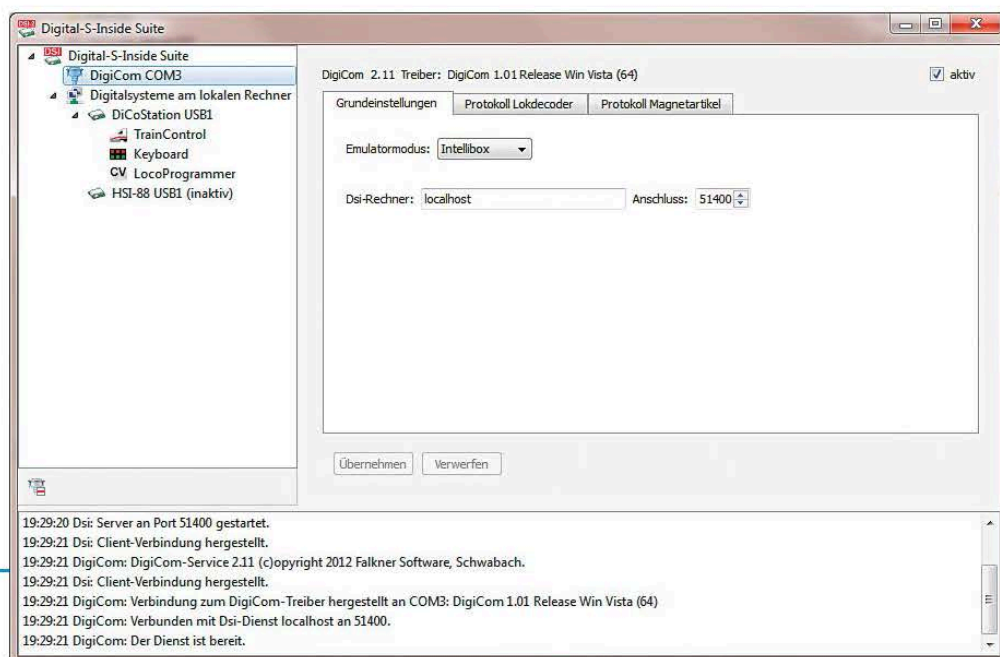 Digital-S-Inside Suite
Digital-S-Inside Suite
DigiCom COM3
Digitalsysteme am lokalen Rechner
DiCoStation USB1
TrainControl
Keyboard
CV LocoProgrammer
HSI-88 USB1 (inaktiv)
DigiCom 2.11 Treiber: DigiCom 1.01 Release Win Vista (64)
aktiv
Grundeinstellungen Protokoll Lokdecoder Protokoll Magnetartikel
Emulatormodus: Intellibox
Dsi-Rechner: localhost Anschluss: 51400
Übernehmen Verwerfen
19:29:20 Dsi: Server an Port 51400 gestartet.
19:29:21 Dsi: Client-Verbindung hergestellt.
19:29:21 DigiCom: DigiCom-Service 2.11 (c)opyright 2012 Falkner Software, Schwabach.
19:29:21 Dsi: Client-Verbindung hergestellt.
19:29:21 DigiCom: Verbindung zum DigiCom-Treiber hergestellt an COM3: DigiCom 1.01 Release Win Vista (64)
19:29:21 DigiCom: Verbunden mit Dsi-Dienst localhost an 51400.
19:29:21 DigiCom: Der Dienst ist bereit.